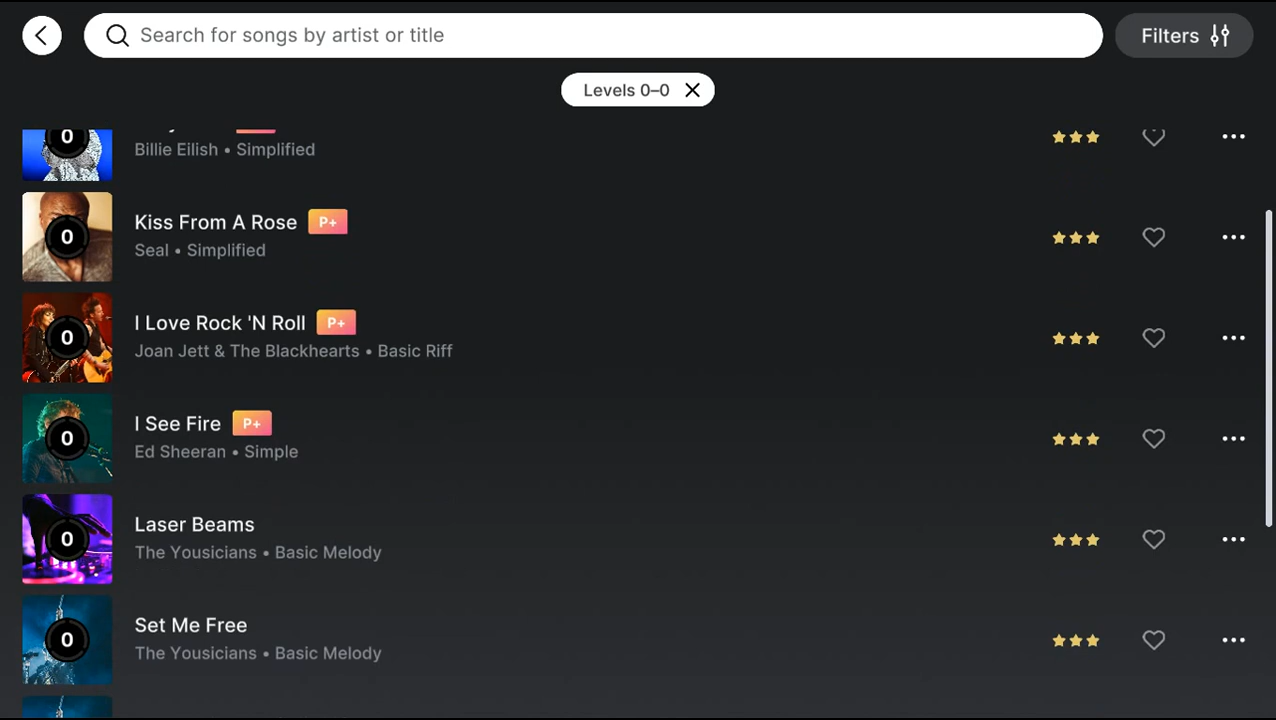 Search for songs by artist or title
Filters
Levels 0–0
0
Billie Eilish • Simplified
0
Kiss From A Rose P+
Seal • Simplified
0
I Love Rock 'N Roll P+
Joan Jett & The Blackhearts • Basic Riff
0
I See Fire P+
Ed Sheeran • Simple
0
Laser Beams
The Yousicians • Basic Melody
0
Set Me Free
The Yousicians • Basic Melody